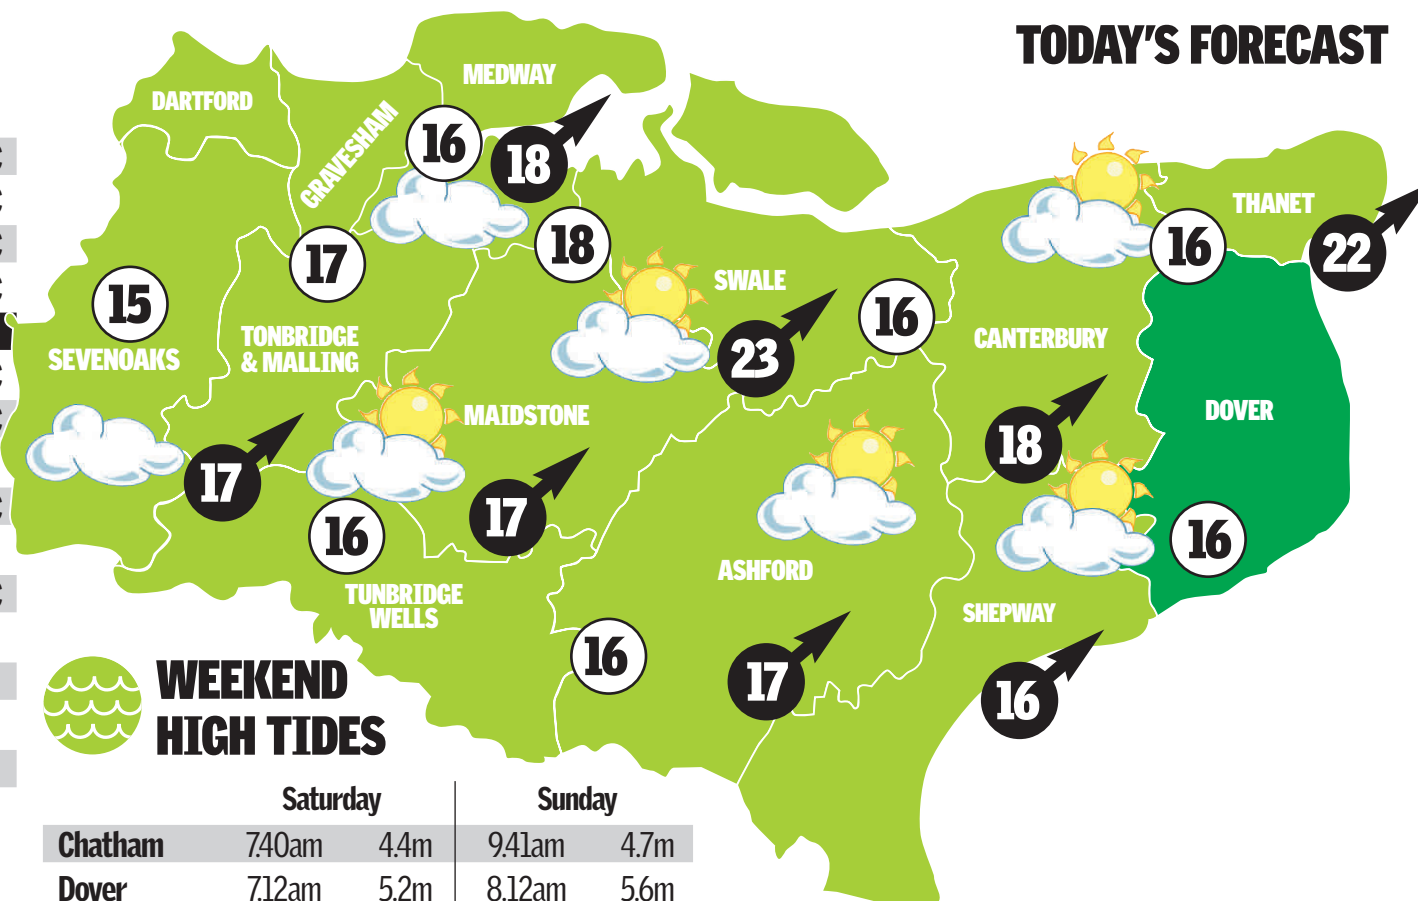 TODAY'S FORECAST
MEDWAY
DARTFORD
GRAVESHAM
16
18
THANET
16
22
18
17
SWALE
15
16
TONBRIDGE
& MALLING
SEVENOAKS
CANTERBURY
23
DOVER
MAIDSTONE
18
17
17
16
16
TUNBRIDGE
WELLS
ASHFORD
SHEPWAY
16
17
16
WEEKEND
HIGH TIDES
Saturday Sunday
Chatham 7.40am 4.4m 9.41am 4.7m
Dover 7.12am 5.2m 8.12am 5.6m